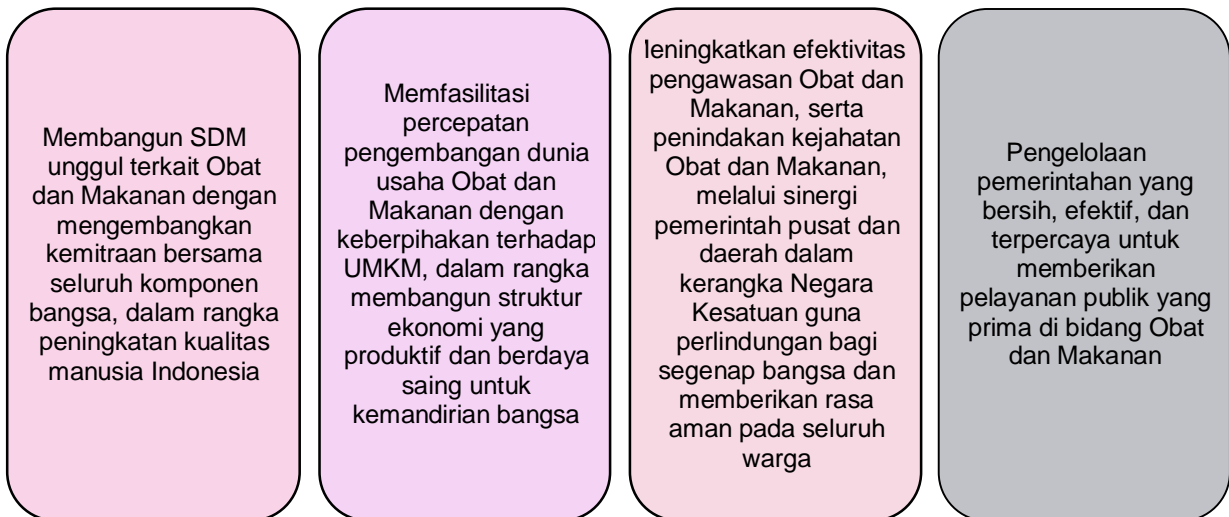 Membangun SDM
unggul terkait Obat
dan Makanan dengan
mengembangkan
kemitraan bersama
seluruh komponen
bangsa, dalam rangka
peningkatan kualitas
manusia Indonesia
Memfasilitasi
percepatan
pengembangan dunia
usaha Obat dan
Makanan dengan
keberpihakan terhadap
UMKM, dalam rangka
membangun struktur
ekonomi yang
produktif dan berdaya
saing untuk
kemandirian bangsa
leningkatkan efektivitas
pengawasan Obat dan
Makanan, serta
penindakan kejahatan
Obat dan Makanan,
melalui sinergi
pemerintah pusat dan
daerah dalam
kerangka Negara
Kesatuan guna
perlindungan bagi
segenap bangsa dan
memberikan rasa
aman pada seluruh
warga
Pengelolaan
pemerintahan yang
bersih, efektif, dan
terpercaya untuk
memberikan
pelayanan publik yang
prima di bidang Obat
dan Makanan